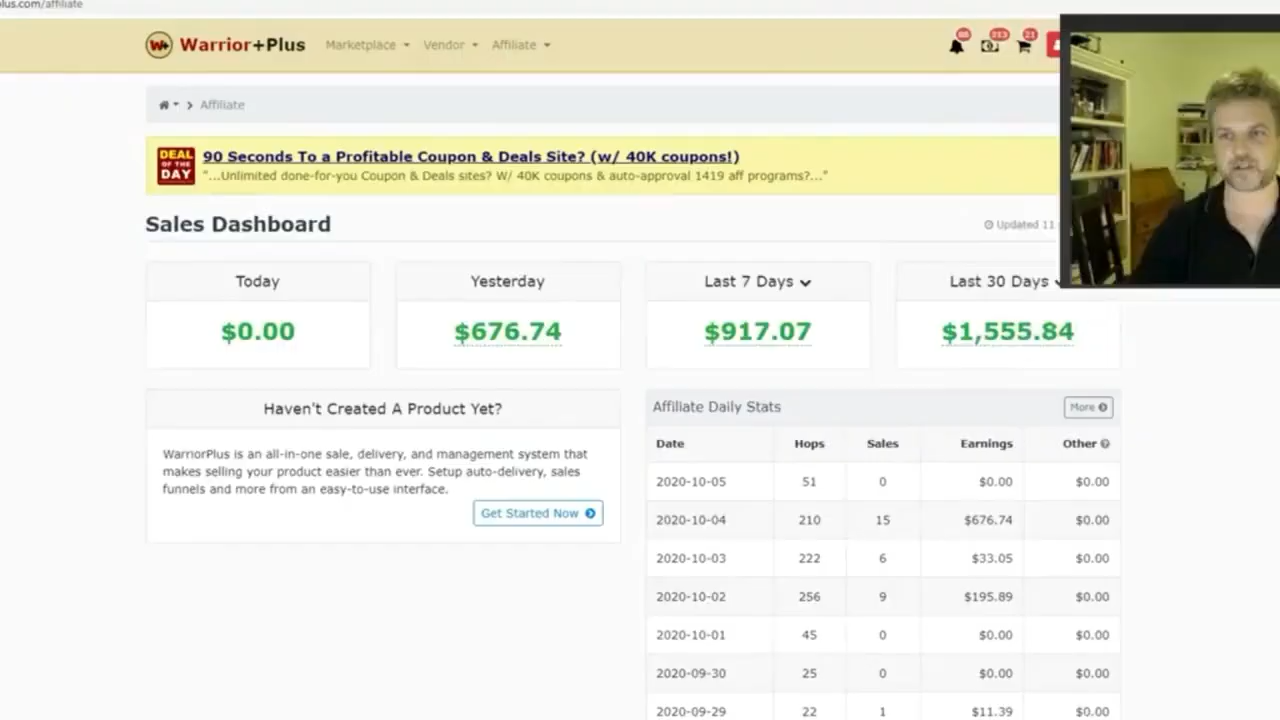 plus.com/affiliate
Warrior+Plus Marketplace Vendor Affiliate 213 21
Affiliate
DEAL OF THE DAY
90 Seconds To a Profitable Coupon & Deals Site? (w/ 40K coupons!)
"...Unlimited done-for-you Coupon & Deals sites? W/ 40K coupons & auto-approval 1419 aff programs?..."
Sales Dashboard
Updated 11
Today Yesterday Last 7 Days Last 30 Days
$0.00 $676.74 $917.07 $1,555.84
Haven't Created A Product Yet?
WarriorPlus is an all-in-one sale, delivery, and management system that
makes selling your product easier than ever. Setup auto-delivery, sales
funnels and more from an easy-to-use interface.
Get Started Now
Affiliate Daily Stats More
Date Hops Sales Earnings Other
2020-10-05 51 0 $0.00 $0.00
2020-10-04 210 15 $676.74 $0.00
2020-10-03 222 6 $33.05 $0.00
2020-10-02 256 9 $195.89 $0.00
2020-10-01 45 0 $0.00 $0.00
2020-09-30 25 0 $0.00 $0.00
2020-09-29 22 1 $11.39 $0.00